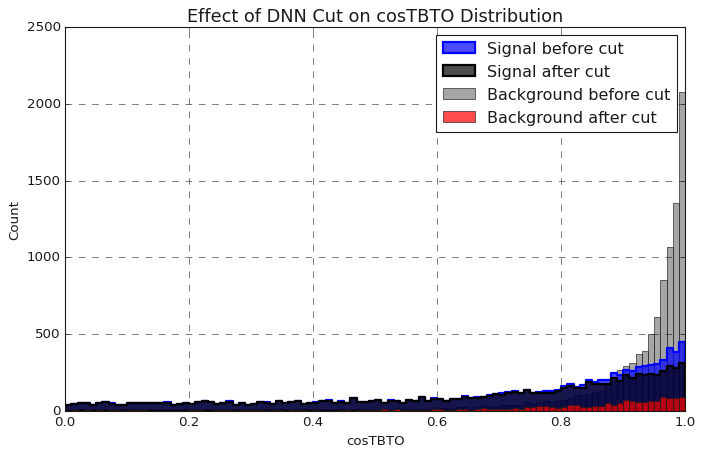 Effect of DNN Cut on cosTBTO Distribution
2500
2000
1500
1000
500
0
Count
Signal before cut
Signal after cut
Background before cut
Background after cut
0.0 0.2 0.4 0.6 0.8 1.0
cosTBTO